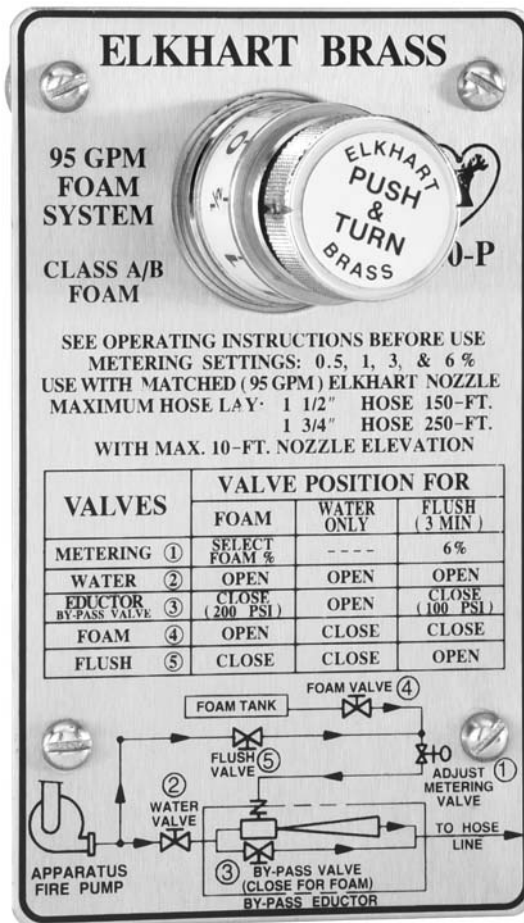 ELKHART BRASS
95 GPM
FOAM
SYSTEM
CLASS A/B
FOAM
0
1/2
1
ELKHART
PUSH
&
TURN
BRASS
0-P
SEE OPERATING INSTRUCTIONS BEFORE USE
METERING SETTINGS: 0.5, 1, 3, & 6 %
USE WITH MATCHED (95 GPM) ELKHART NOZZLE
MAXIMUM HOSE LAY· 1 1/2" HOSE 150-FT.
1 3/4" HOSE 250-FT.
WITH MAX. 10-FT. NOZZLE ELEVATION
VALVES
VALVE POSITION FOR
FOAM
WATER ONLY
FLUSH (3 MIN)
METERING ① SELECT FOAM % ---- 6%
WATER ② OPEN OPEN OPEN
EDUCTOR BY-PASS VALVE ③ CLOSE (200 PSI) OPEN CLOSE (100 PSI)
FOAM ④ OPEN CLOSE CLOSE
FLUSH ⑤ CLOSE CLOSE OPEN
FOAM VALVE ④
FOAM TANK
FLUSH VALVE ⑤
① ADJUST METERING VALVE
② WATER VALVE
APPARATUS FIRE PUMP
③ BY-PASS VALVE
(CLOSE FOR FOAM)
BY-PASS EDUCTOR
TO HOSE LINE